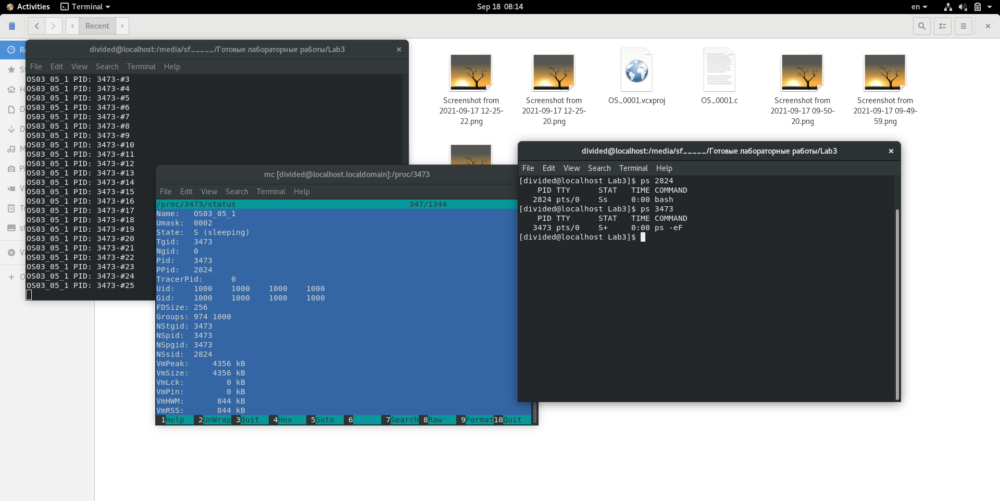 Activities
Terminal
Sep 18 08:14
en
Recent
divided@localhost:/media/sf_____/Готовые лабораторные работы/Lab3
File Edit View Search Terminal Help
OS03_05_1 PID: 3473-#3
OS03_05_1 PID: 3473-#4
OS03_05_1 PID: 3473-#5
OS03_05_1 PID: 3473-#6
OS03_05_1 PID: 3473-#7
OS03_05_1 PID: 3473-#8
OS03_05_1 PID: 3473-#9
OS03_05_1 PID: 3473-#10
OS03_05_1 PID: 3473-#11
OS03_05_1 PID: 3473-#12
OS03_05_1 PID: 3473-#13
OS03_05_1 PID: 3473-#14
OS03_05_1 PID: 3473-#15
OS03_05_1 PID: 3473-#16
OS03_05_1 PID: 3473-#17
OS03_05_1 PID: 3473-#18
OS03_05_1 PID: 3473-#19
OS03_05_1 PID: 3473-#20
OS03_05_1 PID: 3473-#21
OS03_05_1 PID: 3473-#22
OS03_05_1 PID: 3473-#23
OS03_05_1 PID: 3473-#24
OS03_05_1 PID: 3473-#25
Screenshot from
2021-09-17 12-25-
22.png
Screenshot from
2021-09-17 12-25-
20.png
OS_0001.vcxproj
OS_0001.c
Screenshot from
2021-09-17 09-50-
20.png
Screenshot from
2021-09-17 09-49-
59.png
mc [divided@localhost.localdomain]:/proc/3473
File Edit View Search Terminal Help
/proc/3473/status 347/1344
Name: OS03_05_1
Umask: 0002
State: S (sleeping)
Tgid: 3473
Ngid: 0
Pid: 3473
PPid: 2824
TracerPid: 0
Uid: 1000 1000 1000 1000
Gid: 1000 1000 1000 1000
FDSize: 256
Groups: 974 1000
NStgid: 3473
NSpid: 3473
NSpgid: 3473
NSsid: 2824
VmPeak: 4356 kB
VmSize: 4356 kB
VmLck: 0 kB
VmPin: 0 kB
VmHWM: 844 kB
VmRSS: 844 kB
1Help 2UnWrap 3Quit 4Hex 5Goto 6 7Search 8Raw 9Format 10Quit
divided@localhost:/media/sf_____/Готовые лабораторные работы/Lab3
File Edit View Search Terminal Help
[divided@localhost Lab3]$ ps 2824
PID TTY STAT TIME COMMAND
2824 pts/0 Ss 0:00 bash
[divided@localhost Lab3]$ ps 3473
PID TTY STAT TIME COMMAND
3473 pts/0 S+ 0:00 ps -eF
[divided@localhost Lab3]$